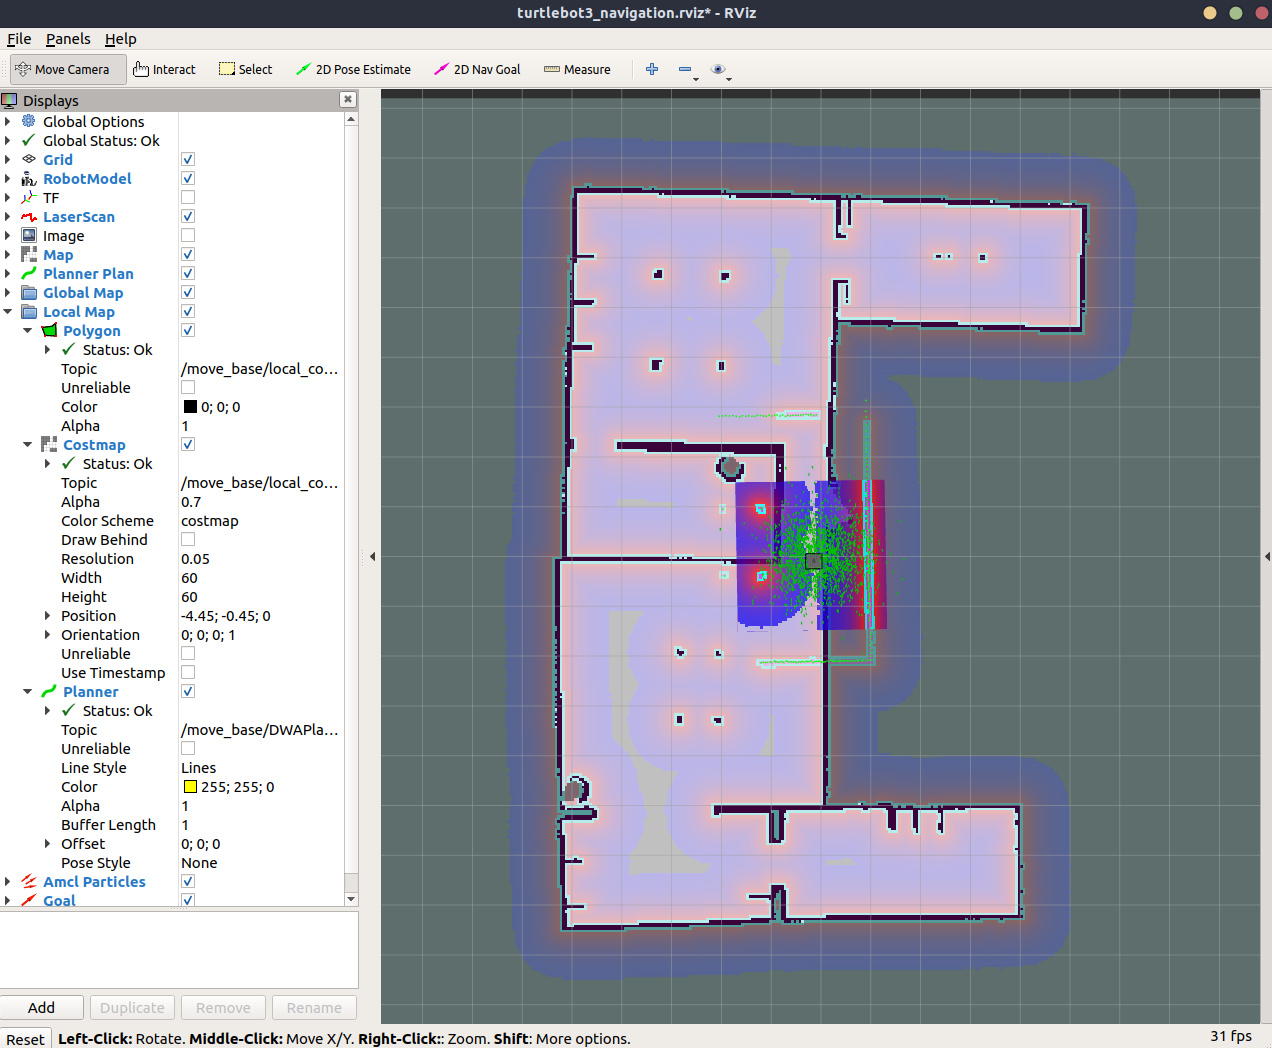 turtlebot3_navigation.rviz* - RViz
File Panels Help
Move Camera Interact Select 2D Pose Estimate 2D Nav Goal Measure
Displays
Global Options
Global Status: Ok
Grid
RobotModel
TF
LaserScan
Image
Map
Planner Plan
Global Map
Local Map
Polygon
Status: Ok
Topic /move_base/local_co...
Unreliable
Color 0; 0; 0
Alpha 1
Costmap
Status: Ok
Topic /move_base/local_co...
Alpha 0.7
Color Scheme costmap
Draw Behind
Resolution 0.05
Width 60
Height 60
Position -4.45; -0.45; 0
Orientation 0; 0; 0; 1
Unreliable
Use Timestamp
Planner
Status: Ok
Topic /move_base/DWAPla...
Unreliable
Line Style Lines
Color 255; 255; 0
Alpha 1
Buffer Length 1
Offset 0; 0; 0
Pose Style None
Amcl Particles
Goal
Add Duplicate Remove Rename
Reset Left-Click: Rotate. Middle-Click: Move X/Y. Right-Click:: Zoom. Shift: More options. 31 fps